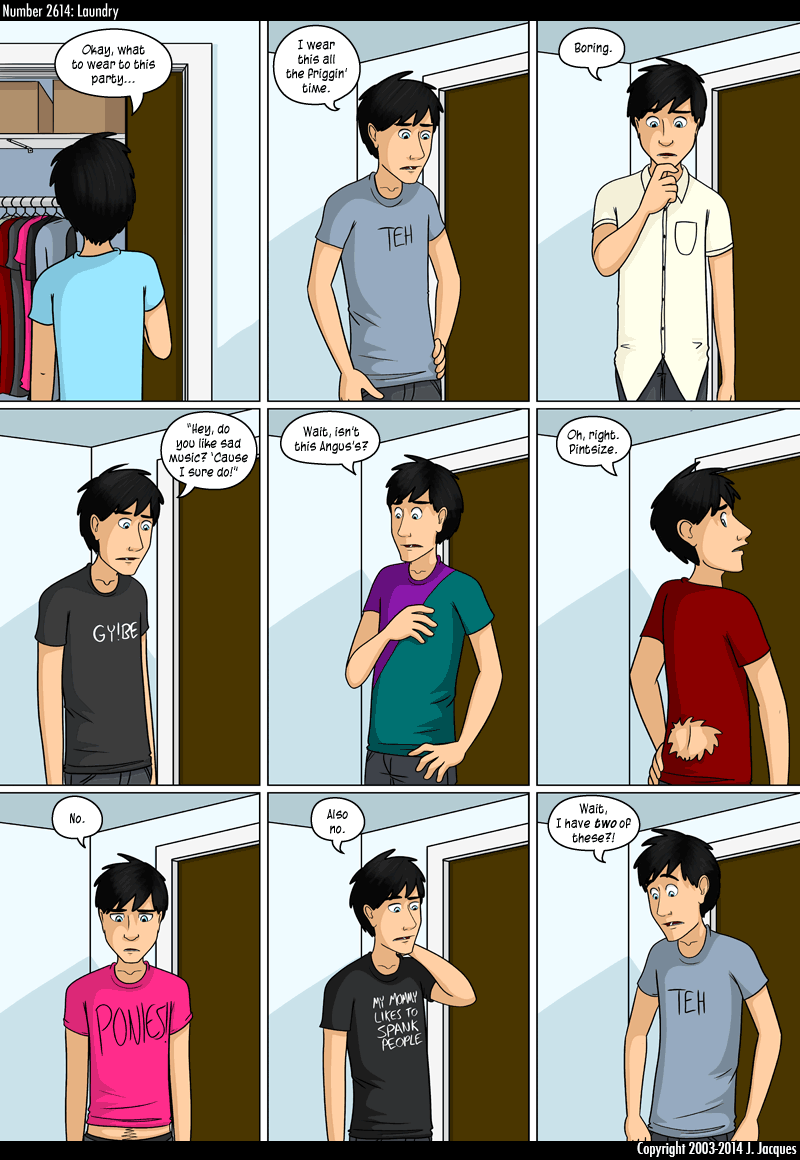 Number 2614: Laundry
Okay, what
to wear to this
party...
I wear
this all
the friggin'
time.
TEH
Boring.
"Hey, do
you like sad
music? 'Cause
I sure do!"
GY!BE
Wait, isn't
this Angus's?
Oh, right.
Pintsize.
No.
PONIES!!
Also
no.
MY MOMMY
LIKES TO
SPANK
PEOPLE
Wait,
I have two of
these?!
TEH
Copyright 2003-2014 J. Jacques